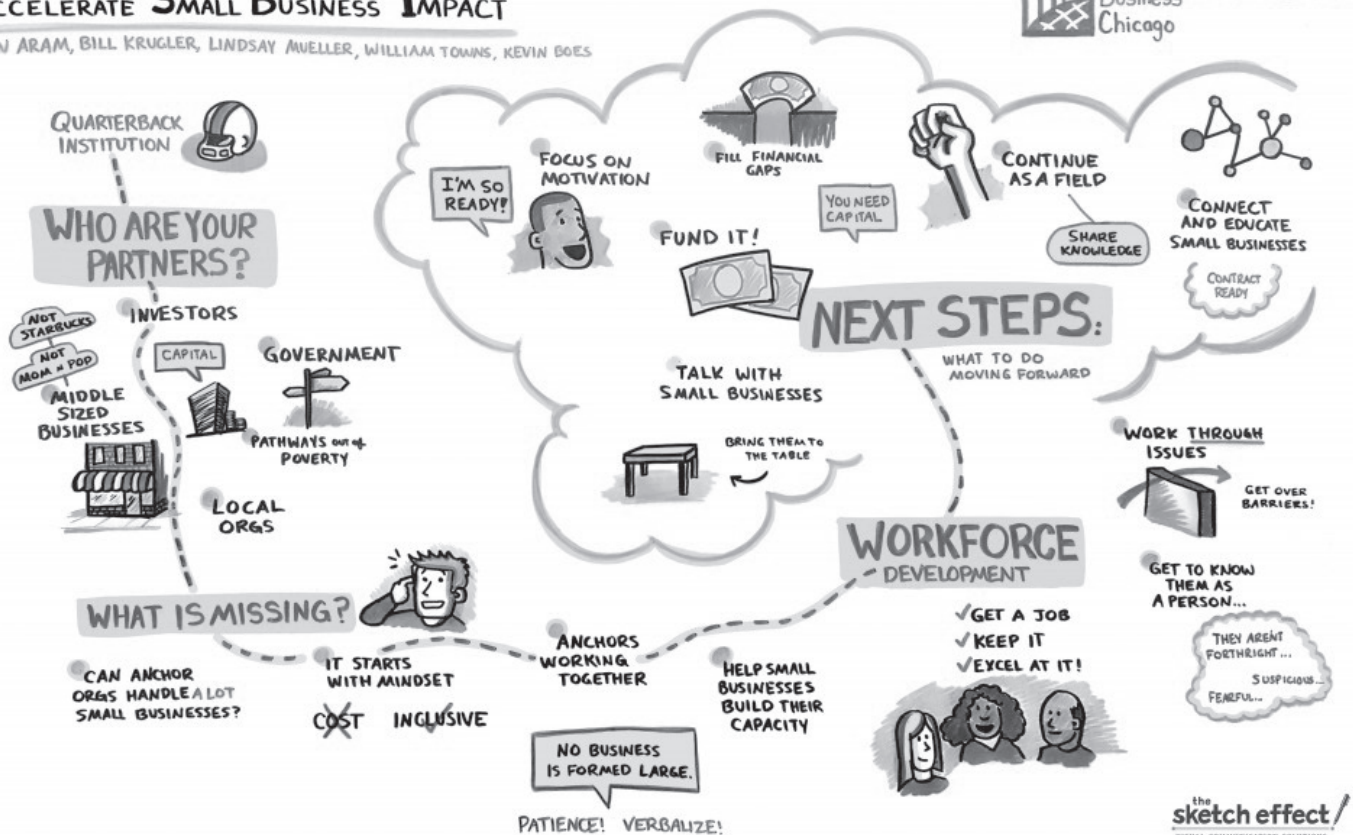 CCELERATE SMALL BUSINESS IMPACT
ARAM, BILL KRUGLER, LINDSAY MUELLER, WILLIAM TOWNS, KEVIN BOES
Business
Chicago
QUARTERBACK
INSTITUTION
WHO ARE YOUR
PARTNERS?
INVESTORS
NOT
STARBUCKS
NOT
MOM N POP
MIDDLE
SIZED
BUSINESSES
CAPITAL
GOVERNMENT
PATHWAYS out of
POVERTY
LOCAL
ORGS
WHAT IS MISSING?
CAN ANCHOR
ORGS HANDLE A LOT
SMALL BUSINESSES?
IT STARTS
WITH MINDSET
COST INCLUSIVE
ANCHORS
WORKING
TOGETHER
NO BUSINESS
IS FORMED LARGE.
PATIENCE! VERBALIZE!
HELP SMALL
BUSINESSES
BUILD THEIR
CAPACITY
WORKFORCE
DEVELOPMENT
GET A JOB
KEEP IT
EXCEL AT IT!
WORK THROUGH
ISSUES
GET OVER
BARRIERS!
GET TO KNOW
THEM AS
A PERSON...
THEY ARENT
FORTHRIGHT...
SUSPICIOUS...
FEARFUL...
NEXT STEPS:
WHAT TO DO
MOVING FORWARD
I'M SO
READY!
FOCUS ON
MOTIVATION
FILL FINANCIAL
GAPS
FUND IT!
YOU NEED
CAPITAL
CONTINUE
AS A FIELD
SHARE
KNOWLEDGE
CONNECT
AND EDUCATE
SMALL BUSINESSES
CONTRACT
READY
TALK WITH
SMALL BUSINESSES
BRING THEM TO
THE TABLE
the
sketch effect